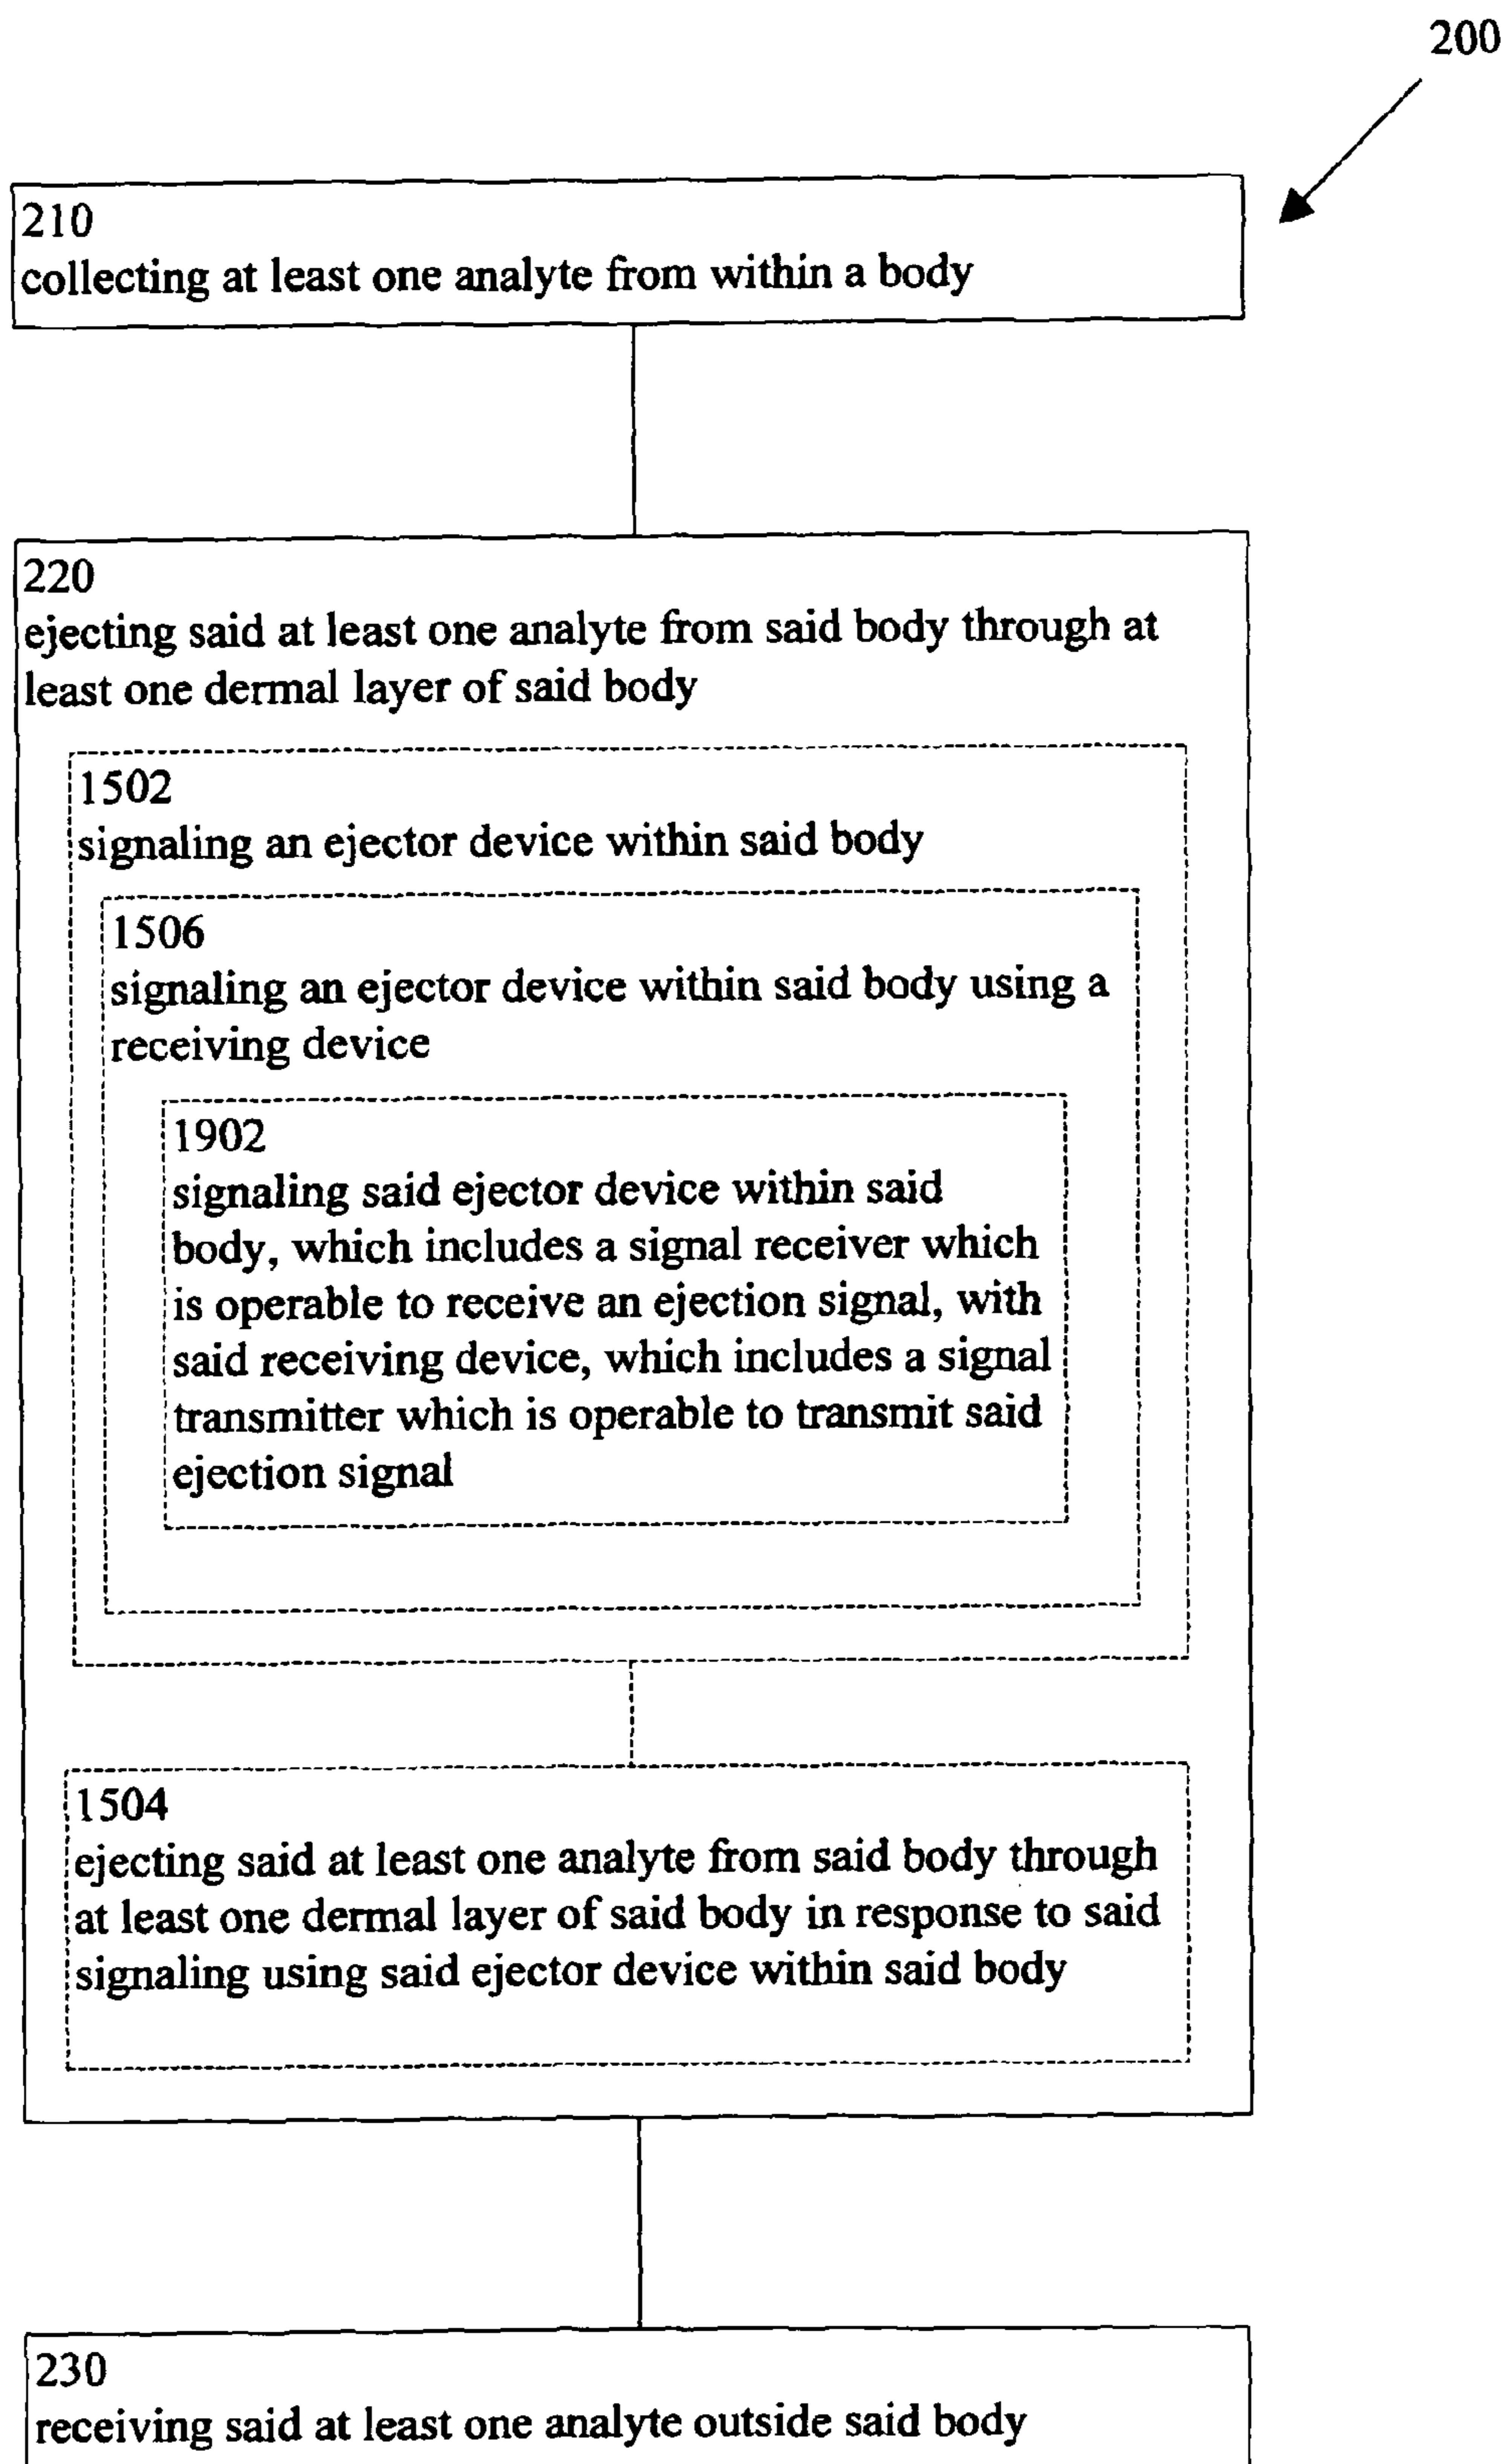 200
210
collecting at least one analyte from within a body
220
ejecting said at least one analyte from said body through at
least one dermal layer of said body
1502
signaling an ejector device within said body
1506
signaling an ejector device within said body using a
receiving device
1902
signaling said ejector device within said
body, which includes a signal receiver which
is operable to receive an ejection signal, with
said receiving device, which includes a signal
transmitter which is operable to transmit said
ejection signal
1504
ejecting said at least one analyte from said body through
at least one dermal layer of said body in response to said
signaling using said ejector device within said body
230
receiving said at least one analyte outside said body